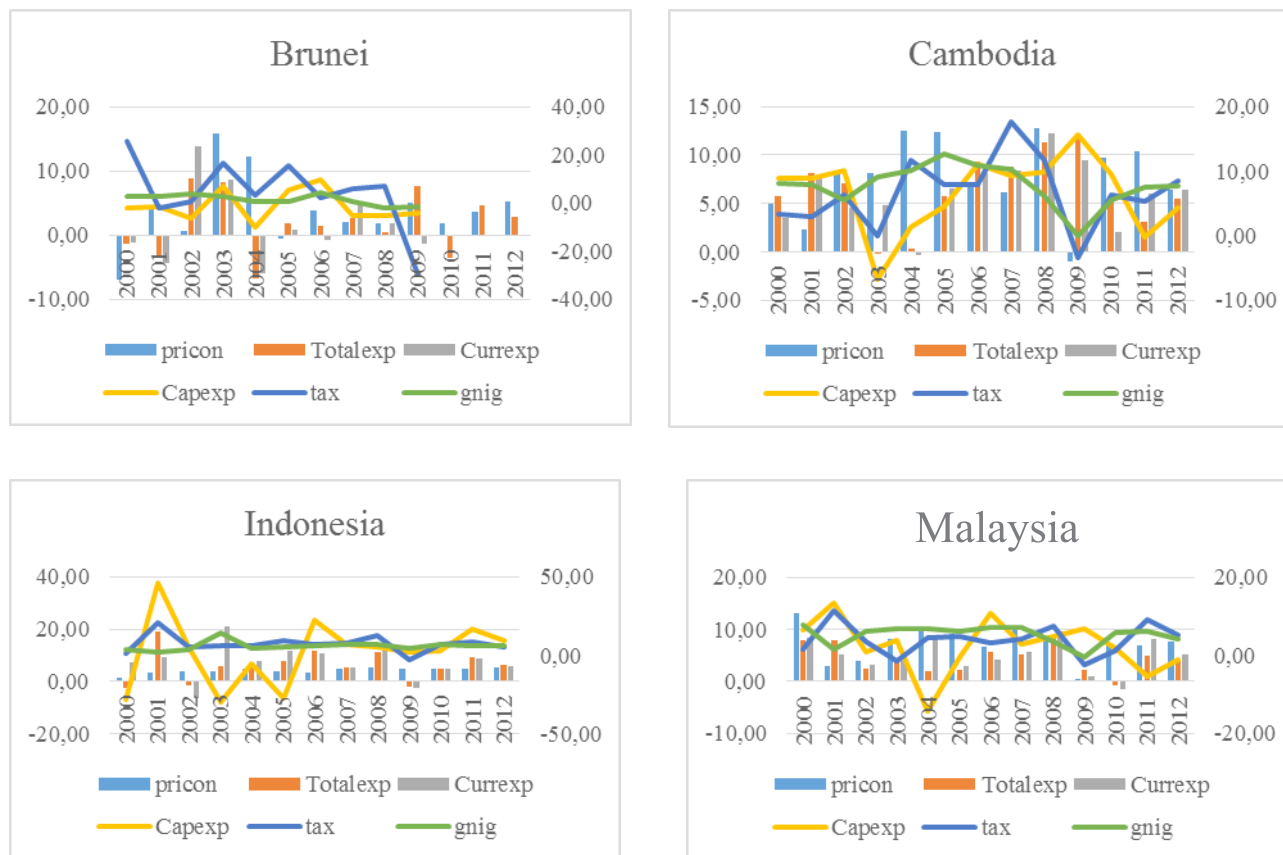 Brunei
20,00 40,00
10,00 20,00
0,00 0,00
-20,00
-10,00 -40,00
2000 2001 2002 2003 2004 2005 2006 2007 2008 2009 2010 2011 2012
pricon Totalexp Currexp
Capexp tax gnig
Cambodia
15,00 20,00
10,00 10,00
5,00 0,00
0,00
-5,00 -10,00
2000 2001 2002 2003 2004 2005 2006 2007 2008 2009 2010 2011 2012
pricon Totalexp Currexp
Capexp tax gnig
Indonesia
40,00 50,00
20,00 0,00
0,00
-20,00 -50,00
2000 2001 2002 2003 2004 2005 2006 2007 2008 2009 2010 2011 2012
pricon Totalexp Currexp
Capexp tax gnig
Malaysia
20,00 20,00
10,00 0,00
0,00
-10,00 -20,00
2000 2001 2002 2003 2004 2005 2006 2007 2008 2009 2010 2011 2012
pricon Totalexp Currexp
Capexp tax gnig